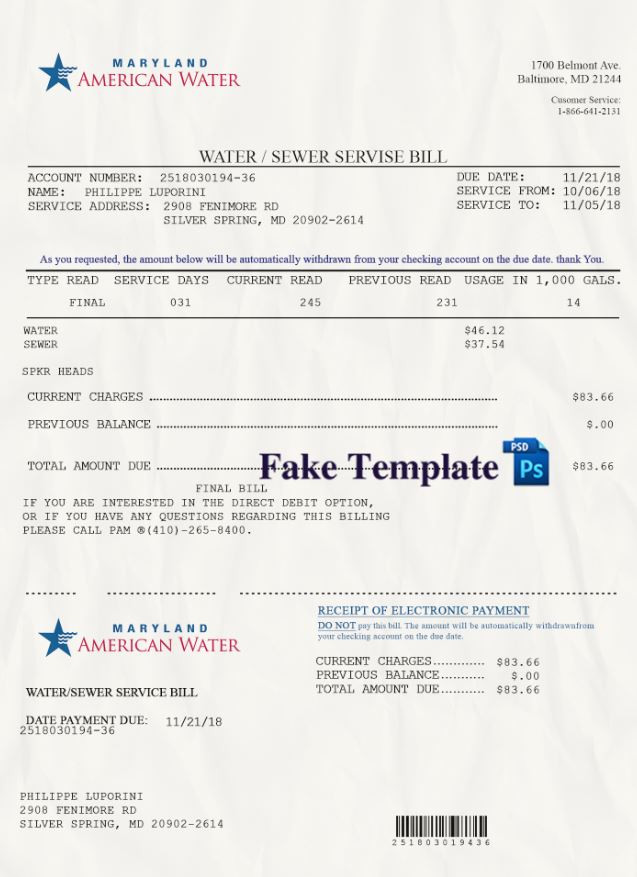 MARYLAND
AMERICAN WATER
1700 Belmont Ave.
Baltimore, MD 21244
Cusomer Service:
1-866-641-2131
WATER / SEWER SERVISE BILL
ACCOUNT NUMBER: 2518030194-36
NAME: PHILIPPE LUPORINI
SERVICE ADDRESS: 2908 FENIMORE RD
SILVER SPRING, MD 20902-2614
DUE DATE: 11/21/18
SERVICE FROM: 10/06/18
SERVICE TO: 11/05/18
As you requested, the amount below will be automatically withdrawn from your checking account on the due date. thank You.
TYPE READ SERVICE DAYS CURRENT READ PREVIOUS READ USAGE IN 1,000 GALS.
FINAL 031 245 231 14
WATER $46.12
SEWER $37.54
SPKR HEADS
CURRENT CHARGES $83.66
PREVIOUS BALANCE $.00
TOTAL AMOUNT DUE $83.66
Fake Template
PSD
Ps
FINAL BILL
IF YOU ARE INTERESTED IN THE DIRECT DEBIT OPTION,
OR IF YOU HAVE ANY QUESTIONS REGARDING THIS BILLING
PLEASE CALL PAM ®(410)-265-8400.
MARYLAND
AMERICAN WATER
WATER/SEWER SERVICE BILL
DATE PAYMENT DUE: 11/21/18
2518030194-36
RECEIPT OF ELECTRONIC PAYMENT
DO NOT pay this bill. The amount will be automatically withdrawnfrom
your checking account on the due date.
CURRENT CHARGES............ $83.66
PREVIOUS BALANCE.......... $.00
TOTAL AMOUNT DUE.......... $83.66
PHILIPPE LUPORINI
2908 FENIMORE RD
SILVER SPRING, MD 20902-2614
251803019436